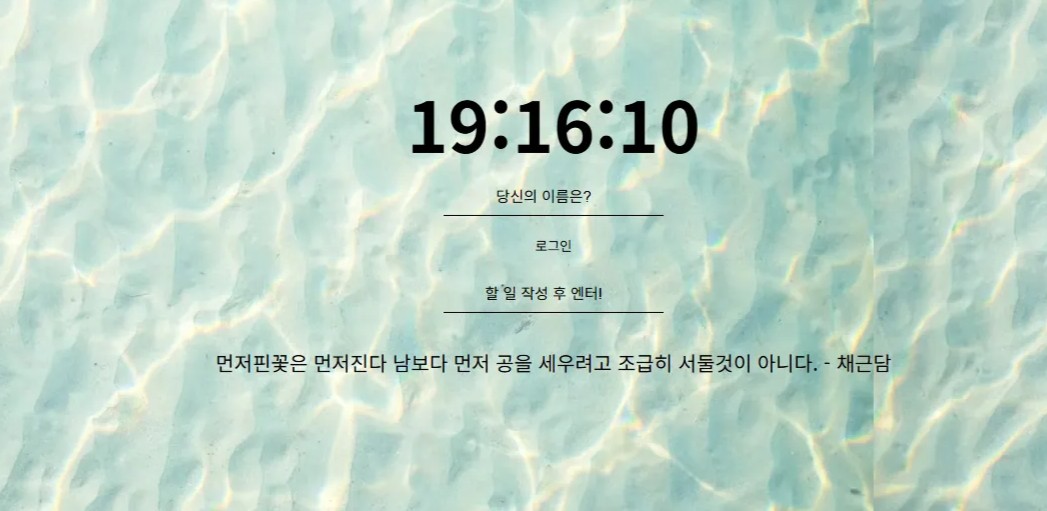 19:16:10
당신의 이름은?
로그인
할 일 작성 후 엔터!
먼저핀꽃은 먼저진다 남보다 먼저 공을 세우려고 조급히 서둘것이 아니다. - 채근담